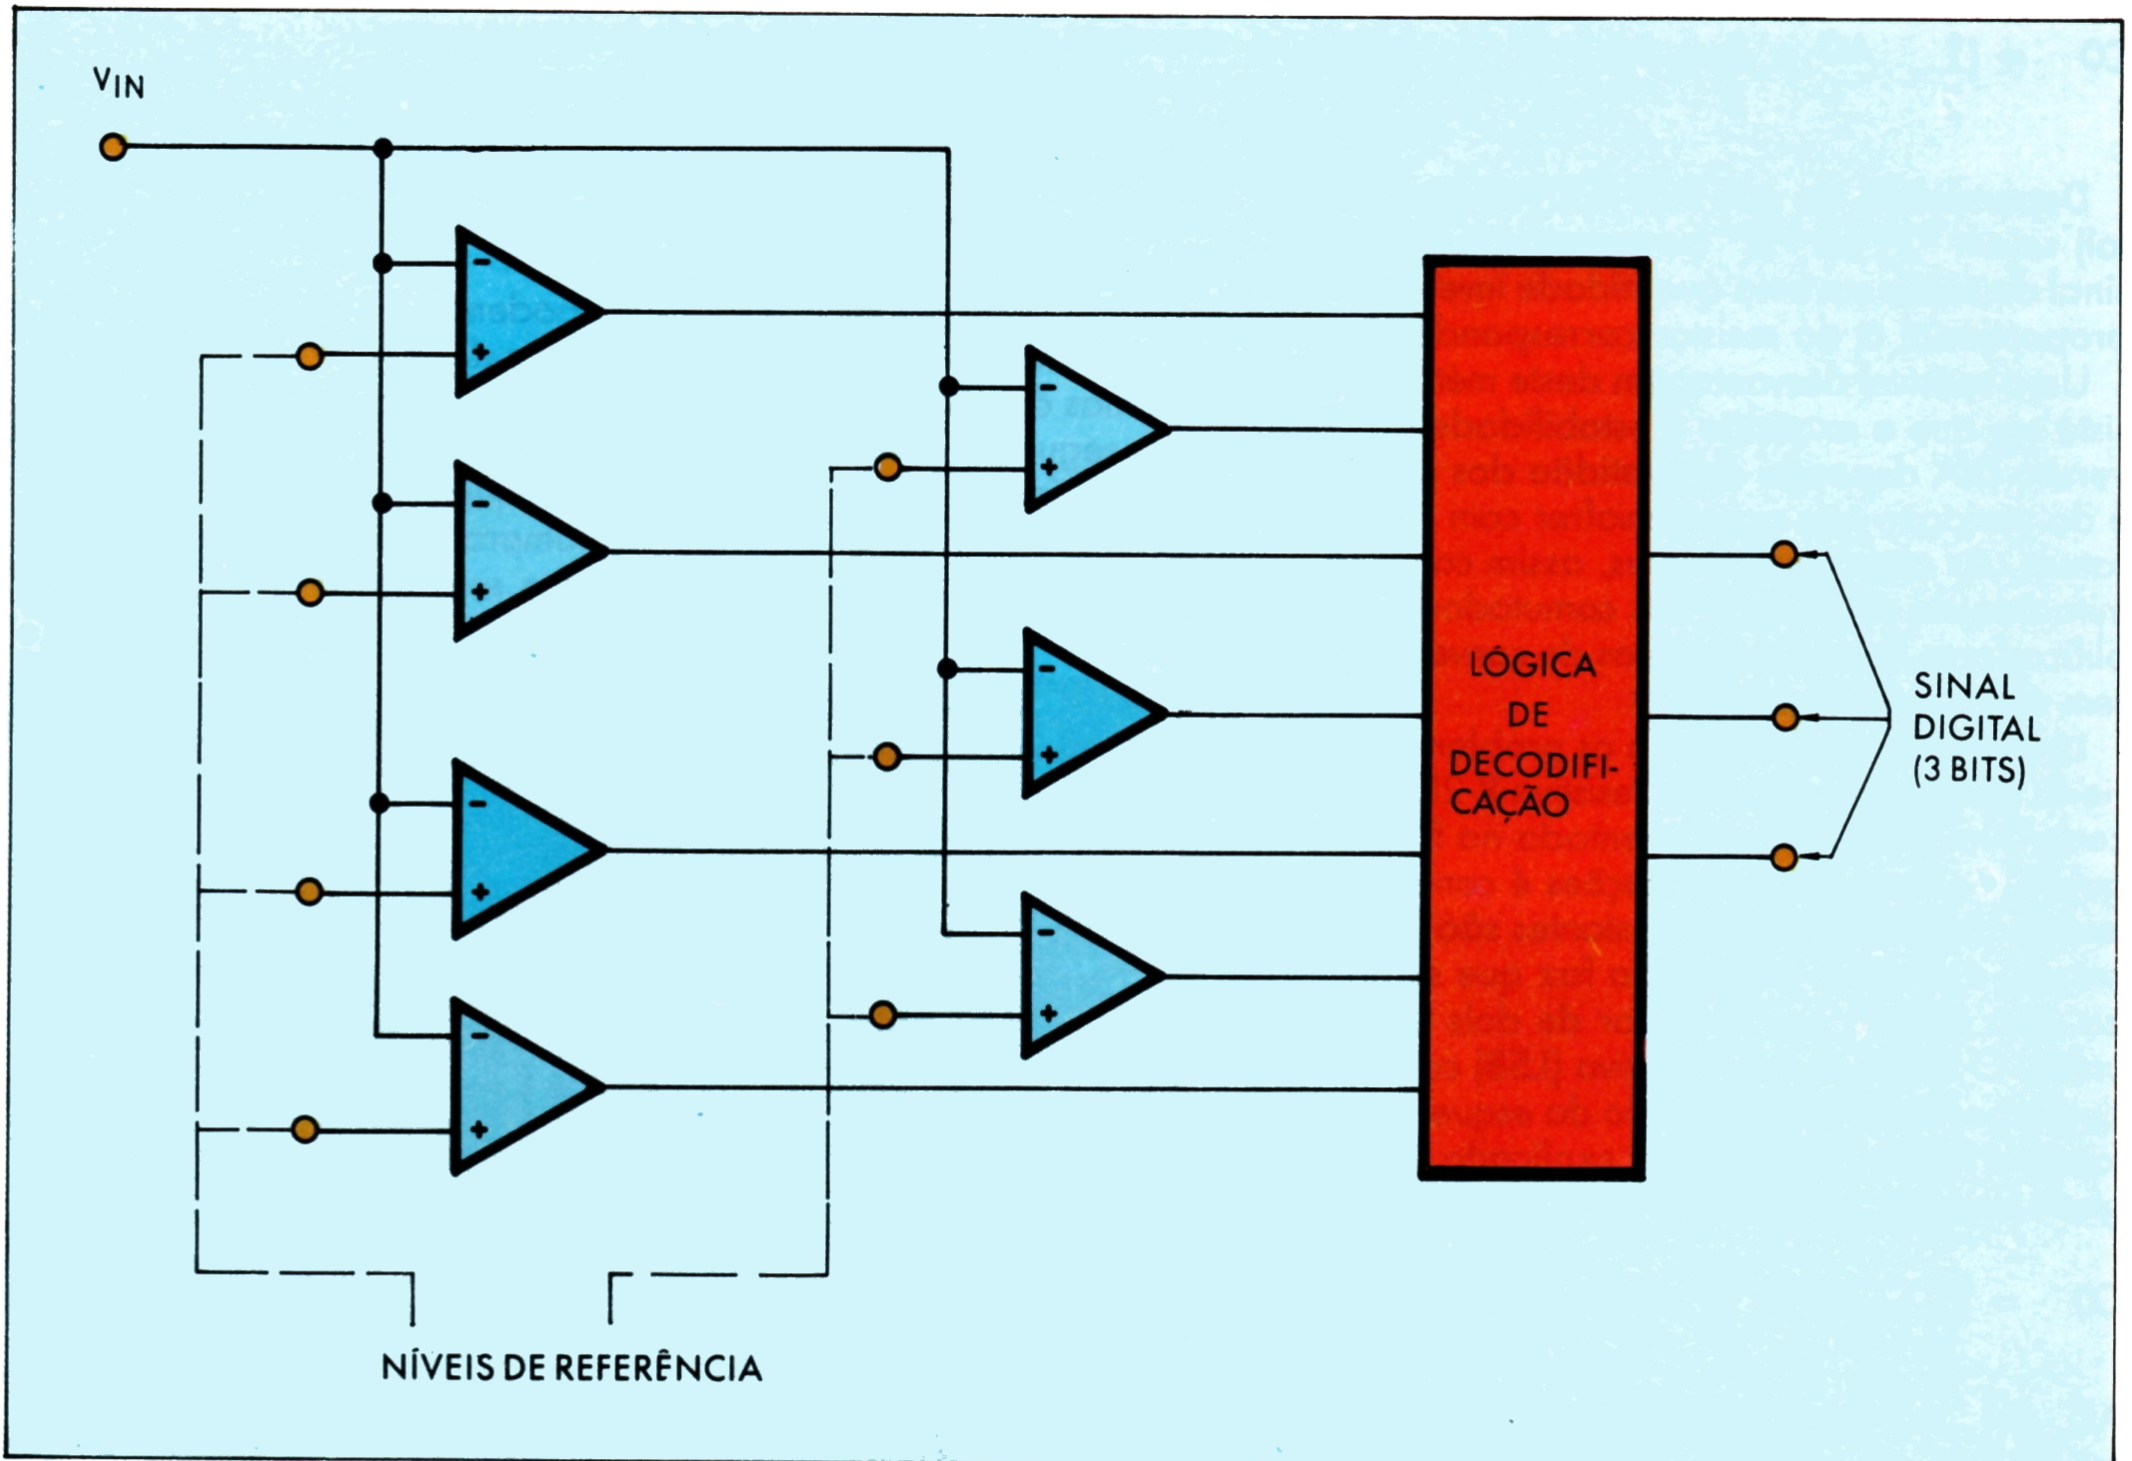 VIN
LÓGICA
DE
DECODIFI-
CAÇÃO
SINAL
DIGITAL
(3 BITS)
NÍVEIS DE REFERÊNCIA